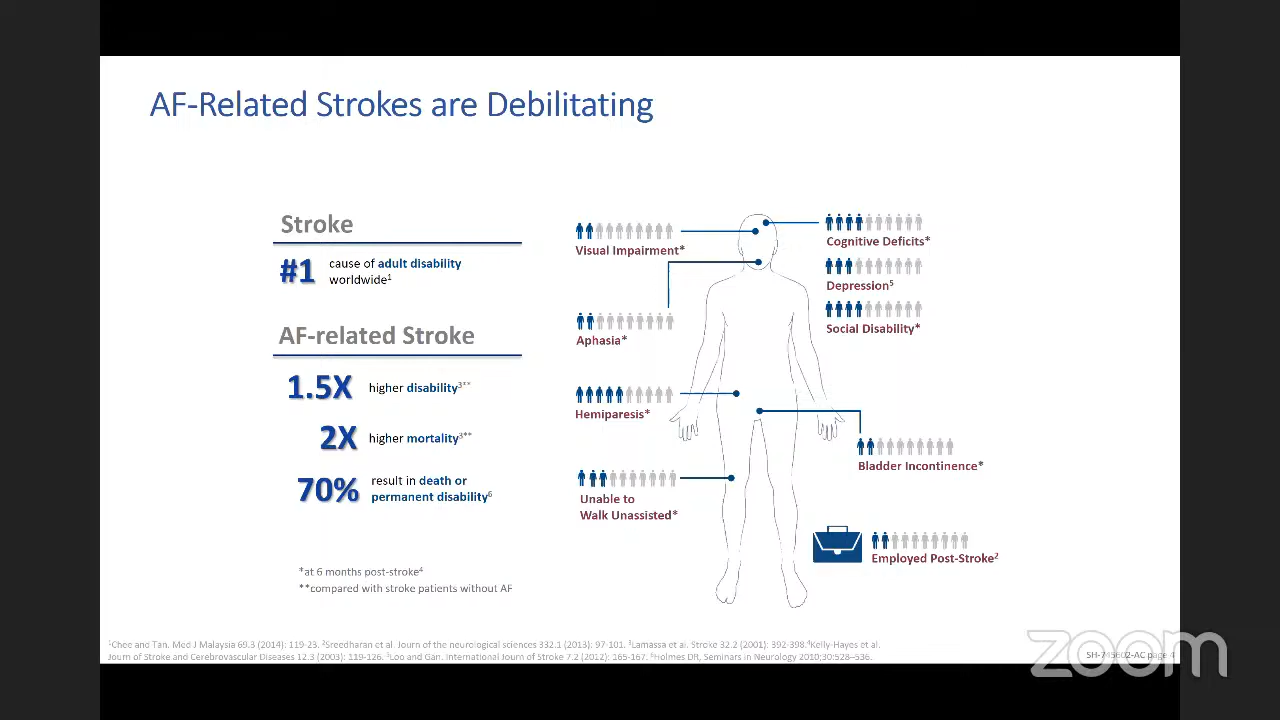 AF-Related Strokes are Debilitating
Stroke
#1 cause of adult disability
worldwide¹
AF-related Stroke
1.5X higher disability³**
2X higher mortality³**
70% result in death or
permanent disability⁶
*at 6 months post-stroke⁴
**compared with stroke patients without AF
Visual Impairment*
Aphasia*
Hemiparesis*
Unable to
Walk Unassisted*
Cognitive Deficits*
Depression⁵
Social Disability*
Bladder Incontinence*
Employed Post-Stroke²
¹Chee and Tan. Med J Malaysia 69.3 (2014): 119-23. ²Sreedharan et al. Journ of the neurological sciences 332.1 (2013): 97-101. ³Lamassa et al. Stroke 32.2 (2001): 392-398.⁴Kelly-Hayes et al.
Journ of Stroke and Cerebrovascular Diseases 12.3 (2003): 119-126. ⁵Loo and Gan. International Journ of Stroke 7.2 (2012): 165-167. ⁶Holmes DR, Seminars in Neurology 2010;30:528–536.
page 4
zoom